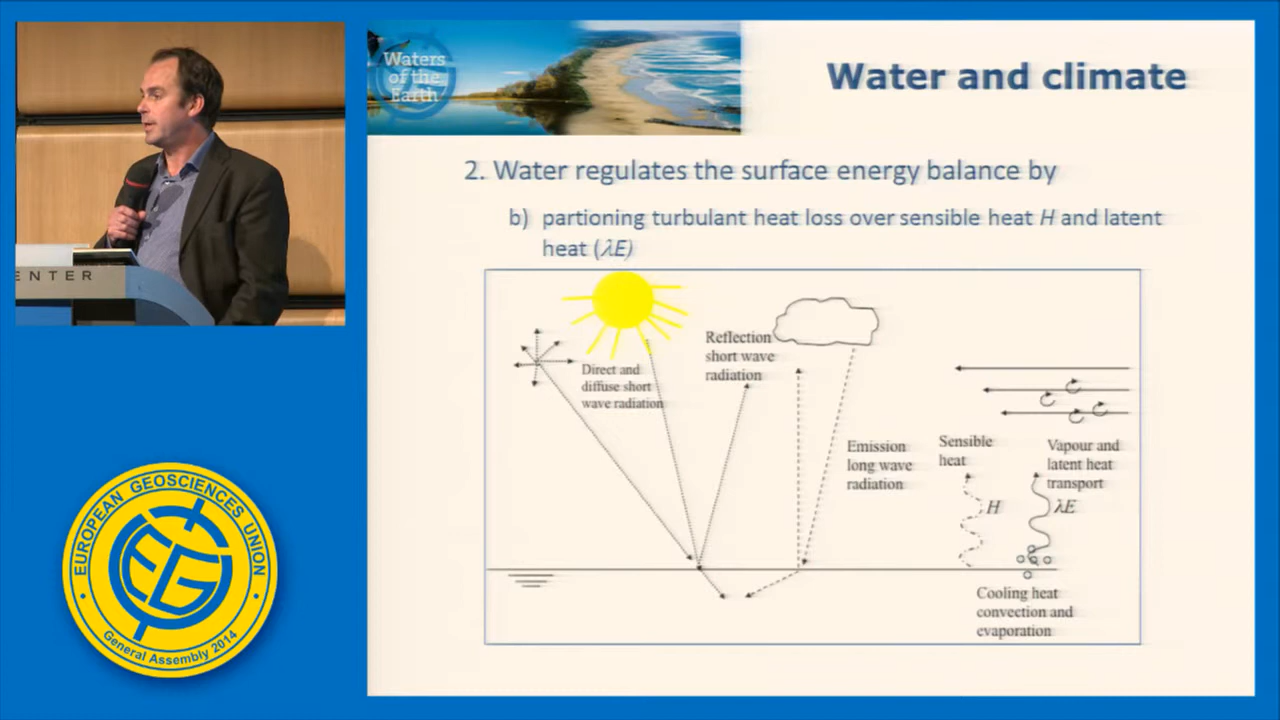 Waters
of the
Earth
Water and climate
2. Water regulates the surface energy balance by
b) partioning turbulant heat loss over sensible heat H and latent
heat (λE)
Direct and
diffuse short
wave radiation
Reflection
short wave
radiation
Emission
long wave
radiation
Sensible
heat
H
Vapour and
latent heat
transport
λE
Cooling heat
convection and
evaporation
ENTER
EUROPEAN GEOSCIENCES UNION
EGU
General Assembly 2014